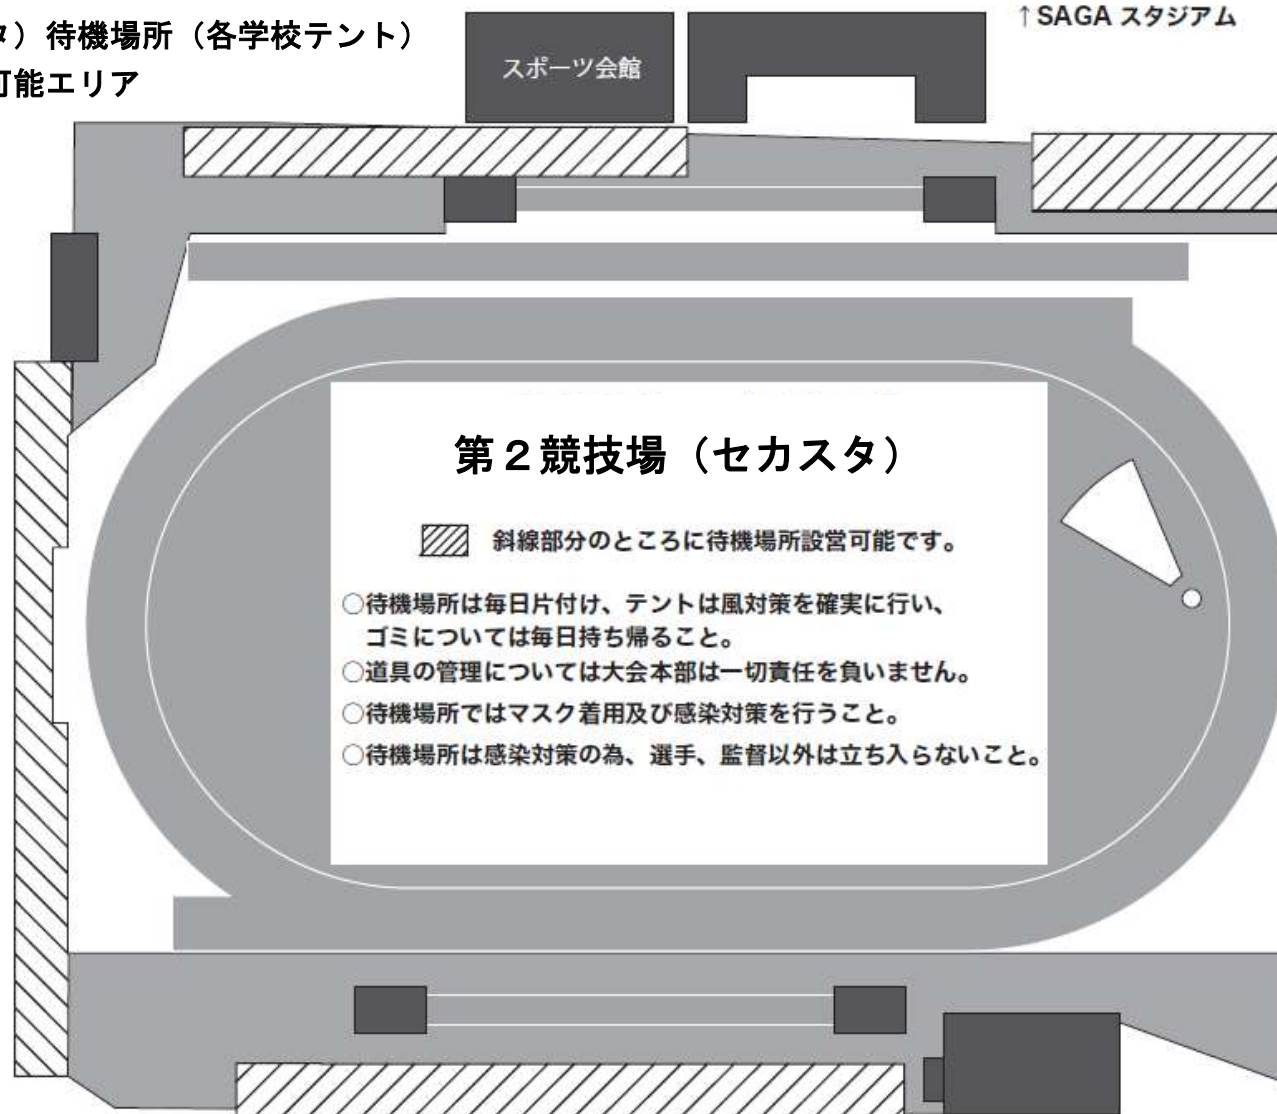 タ）待機場所（各学校テント）
可能エリア
↑SAGA スタジアム
スポーツ会館
第２競技場（セカスタ）
斜線部分のところに待機場所設営可能です。
○待機場所は毎日片付け、テントは風対策を確実に行い、
ゴミについては毎日持ち帰ること。
○道具の管理については大会本部は一切責任を負いません。
○待機場所ではマスク着用及び感染対策を行うこと。
○待機場所は感染対策の為、選手、監督以外は立ち入らないこと。